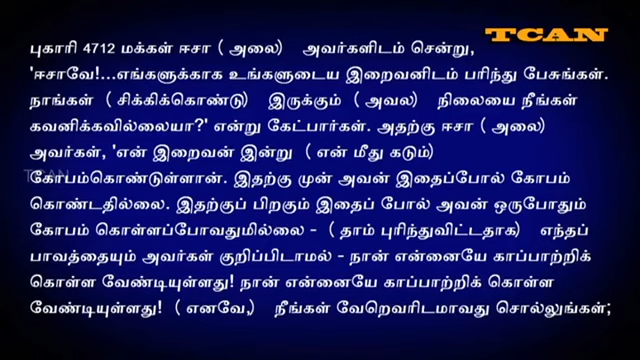 TCAN
புகாரி 4712 மக்கள் ஈசா ( அலை) அவர்களிடம் சென்று,
'ஈசாவே!...எங்களுக்காக உங்களுடைய இறைவனிடம் பரிந்து பேசுங்கள்.
நாங்கள் ( சிக்கிக்கொண்டு) இருக்கும் ( அவல) நிலையை நீங்கள்
கவனிக்கவில்லையா?' என்று கேட்பார்கள். அதற்கு ஈசா ( அலை)
அவர்கள், 'என் இறைவன் இன்று ( என் மீது கடும்)
TCAN
கோபம்கொண்டுள்ளான். இதற்கு முன் அவன் இதைப்போல் கோபம்
கொண்டதில்லை. இதற்குப் பிறகும் இதைப் போல் அவன் ஒருபோதும்
கோபம் கொள்ளப்போவதுமில்லை - ( தாம் புரிந்துவிட்டதாக) எந்தப்
பாவத்தையும் அவர்கள் குறிப்பிடாமல் - நான் என்னையே காப்பாற்றிக்
கொள்ள வேண்டியுள்ளது! நான் என்னையே காப்பாற்றிக் கொள்ள
வேண்டியுள்ளது! ( எனவே,) நீங்கள் வேறெவரிடமாவது சொல்லுங்கள்;